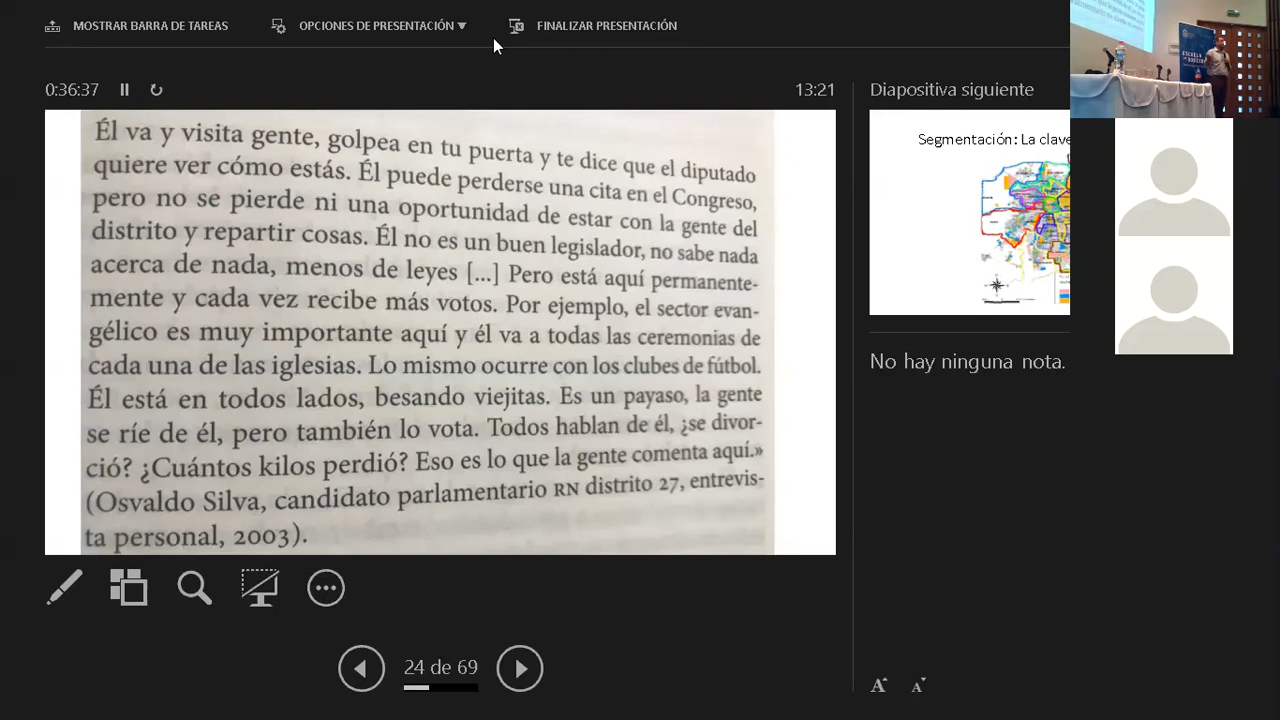 MOSTRAR BARRA DE TAREAS
OPCIONES DE PRESENTACIÓN
FINALIZAR PRESENTACIÓN
0:36:37
13:21
Él va y visita gente, golpea en tu puerta y te dice que el diputado
quiere ver cómo estás. Él puede perderse una cita en el Congreso,
pero no se pierde ni una oportunidad de estar con la gente del
distrito y repartir cosas. Él no es un buen legislador, no sabe nada
acerca de nada, menos de leyes [...] Pero está aquí permanente-
mente y cada vez recibe más votos. Por ejemplo, el sector evan-
gélico es muy importante aquí y él va a todas las ceremonias de
cada una de las iglesias. Lo mismo ocurre con los clubes de fútbol.
Él está en todos lados, besando viejitas. Es un payaso, la gente
se ríe de él, pero también lo vota. Todos hablan de él, ¿se divor-
ció? ¿Cuántos kilos perdió? Eso es lo que la gente comenta aquí.»
(Osvaldo Silva, candidato parlamentario RN distrito 27, entrevis-
ta personal, 2003).
24 de 69
Diapositiva siguiente
Segmentación: La clave
No hay ninguna nota.
A A